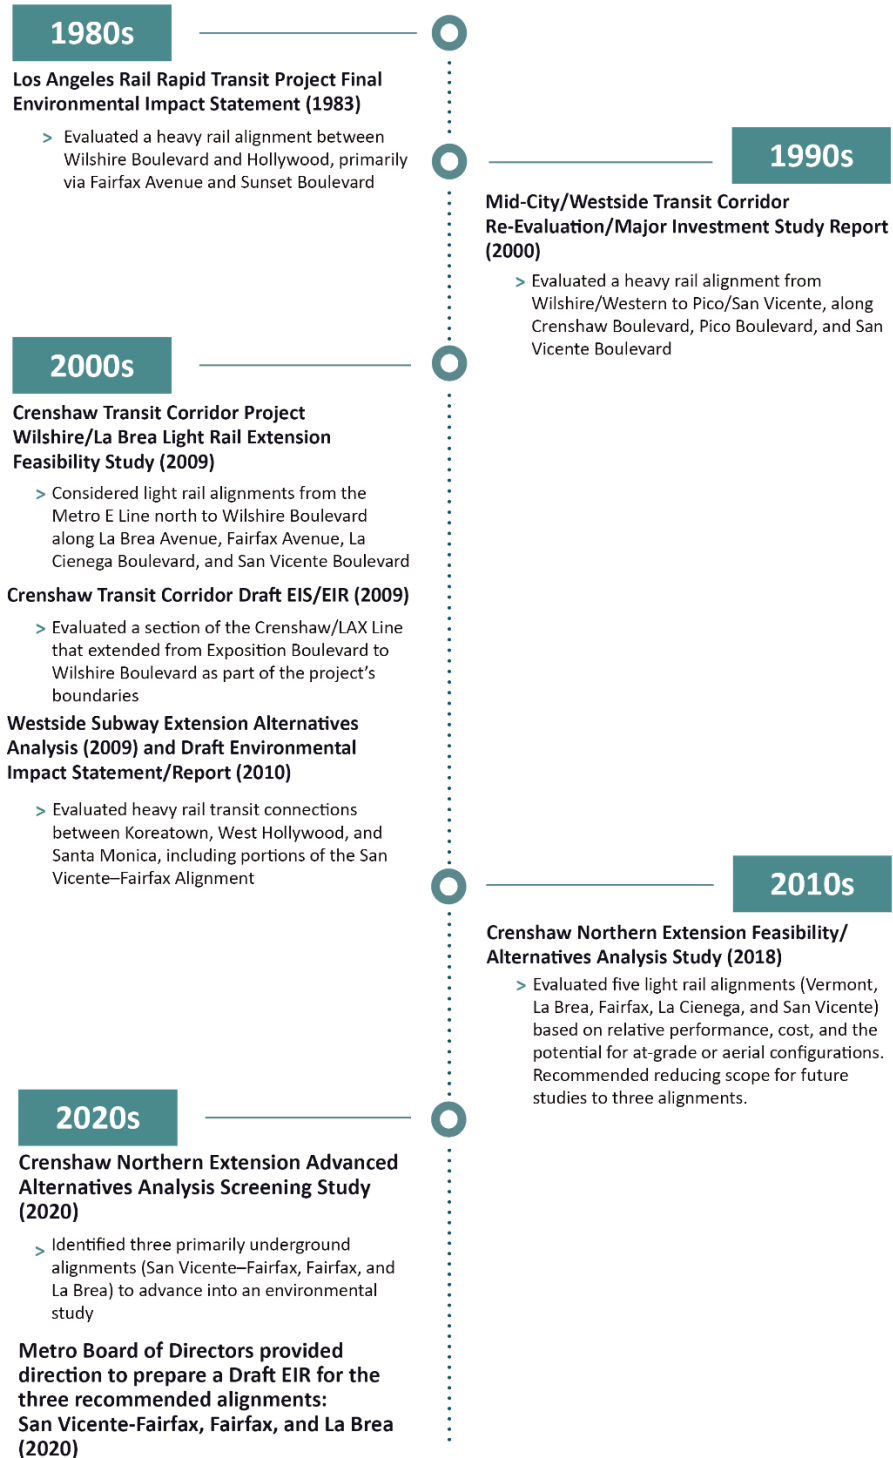 1980s
Los Angeles Rail Rapid Transit Project Final
Environmental Impact Statement (1983)
> Evaluated a heavy rail alignment between
Wilshire Boulevard and Hollywood, primarily
via Fairfax Avenue and Sunset Boulevard
1990s
Mid-City/Westside Transit Corridor
Re-Evaluation/Major Investment Study Report
(2000)
> Evaluated a heavy rail alignment from
Wilshire/Western to Pico/San Vicente, along
Crenshaw Boulevard, Pico Boulevard, and San
Vicente Boulevard
2000s
Crenshaw Transit Corridor Project
Wilshire/La Brea Light Rail Extension
Feasibility Study (2009)
> Considered light rail alignments from the
Metro E Line north to Wilshire Boulevard
along La Brea Avenue, Fairfax Avenue, La
Cienega Boulevard, and San Vicente Boulevard
Crenshaw Transit Corridor Draft EIS/EIR (2009)
> Evaluated a section of the Crenshaw/LAX Line
that extended from Exposition Boulevard to
Wilshire Boulevard as part of the project's
boundaries
Westside Subway Extension Alternatives
Analysis (2009) and Draft Environmental
Impact Statement/Report (2010)
> Evaluated heavy rail transit connections
between Koreatown, West Hollywood, and
Santa Monica, including portions of the San
Vicente–Fairfax Alignment
2010s
Crenshaw Northern Extension Feasibility/
Alternatives Analysis Study (2018)
> Evaluated five light rail alignments (Vermont,
La Brea, Fairfax, La Cienega, and San Vicente)
based on relative performance, cost, and the
potential for at-grade or aerial configurations.
Recommended reducing scope for future
studies to three alignments.
2020s
Crenshaw Northern Extension Advanced
Alternatives Analysis Screening Study
(2020)
> Identified three primarily underground
alignments (San Vicente–Fairfax, Fairfax, and
La Brea) to advance into an environmental
study
Metro Board of Directors provided
direction to prepare a Draft EIR for the
three recommended alignments:
San Vicente-Fairfax, Fairfax, and La Brea
(2020)